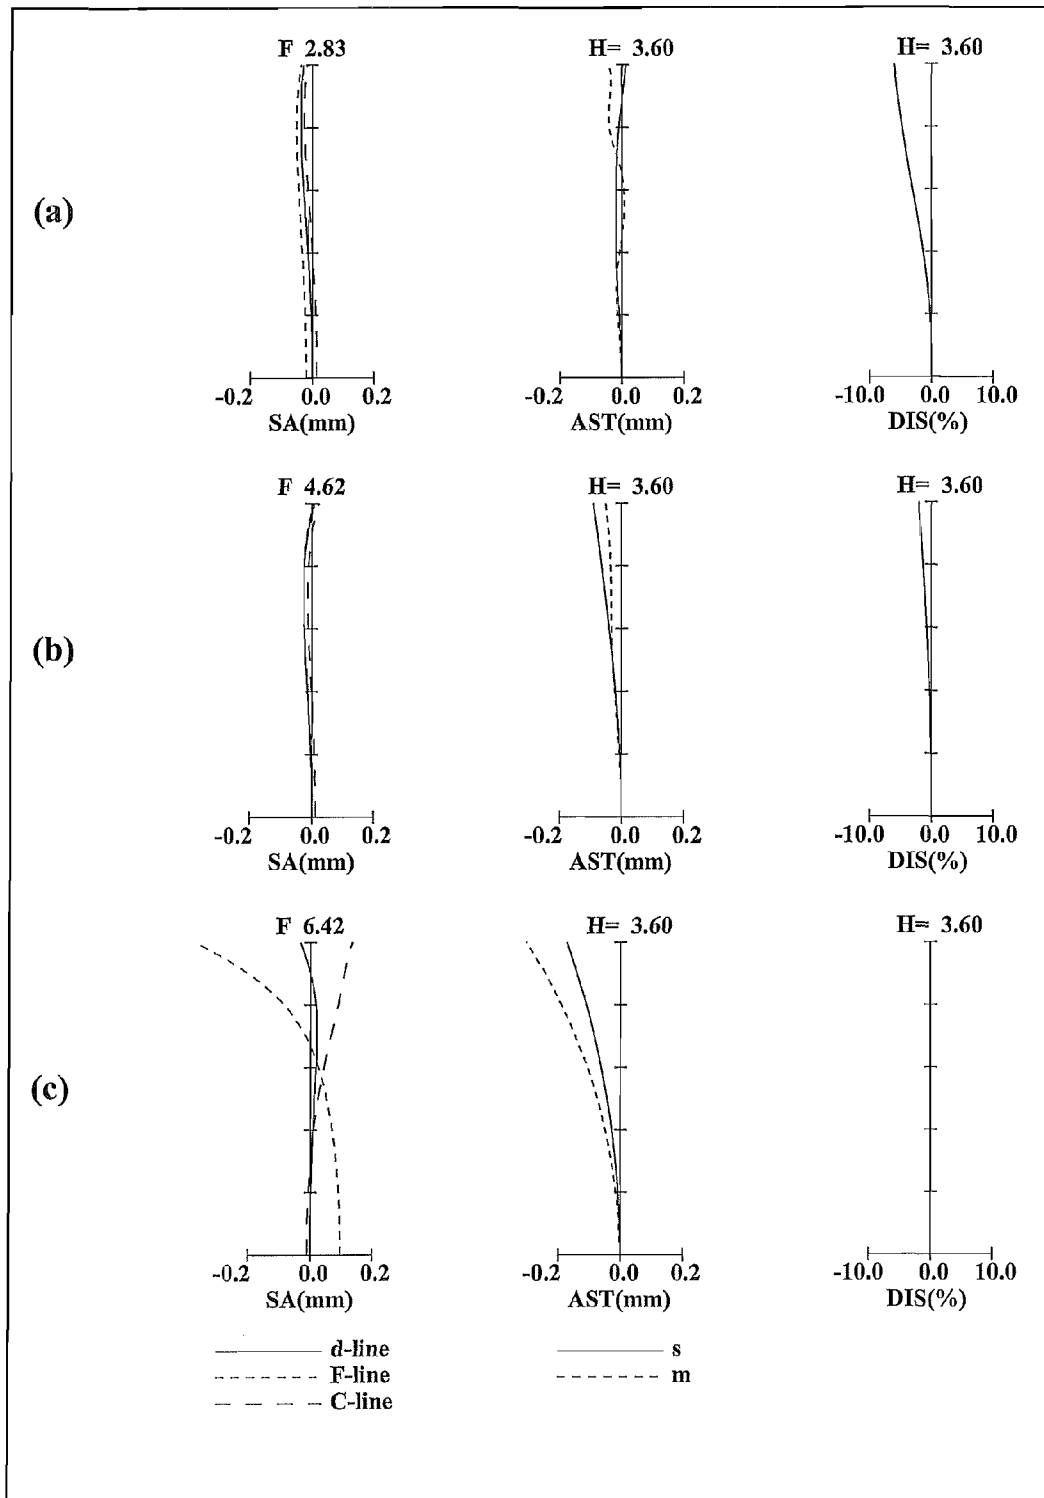 F 2.83
H= 3.60
H= 3.60
(a)
-0.2 0.0 0.2
SA(mm)
-0.2 0.0 0.2
AST(mm)
-10.0 0.0 10.0
DIS(%)
F 4.62
H= 3.60
H= 3.60
(b)
-0.2 0.0 0.2
SA(mm)
-0.2 0.0 0.2
AST(mm)
-10.0 0.0 10.0
DIS(%)
F 6.42
H= 3.60
H= 3.60
(c)
-0.2 0.0 0.2
SA(mm)
-0.2 0.0 0.2
AST(mm)
-10.0 0.0 10.0
DIS(%)
d-line
F-line
C-line
s
m